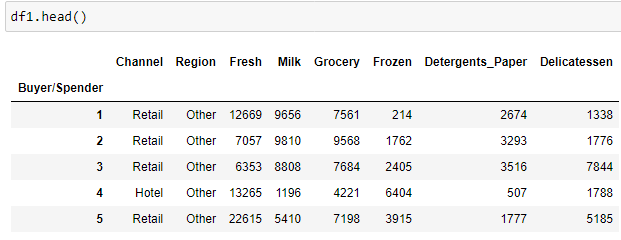 df1.head()
Channel Region Fresh Milk Grocery Frozen Detergents_Paper Delicatessen
Buyer/Spender
1 Retail Other 12669 9656 7561 214 2674 1338
2 Retail Other 7057 9810 9568 1762 3293 1776
3 Retail Other 6353 8808 7684 2405 3516 7844
4 Hotel Other 13265 1196 4221 6404 507 1788
5 Retail Other 22615 5410 7198 3915 1777 5185